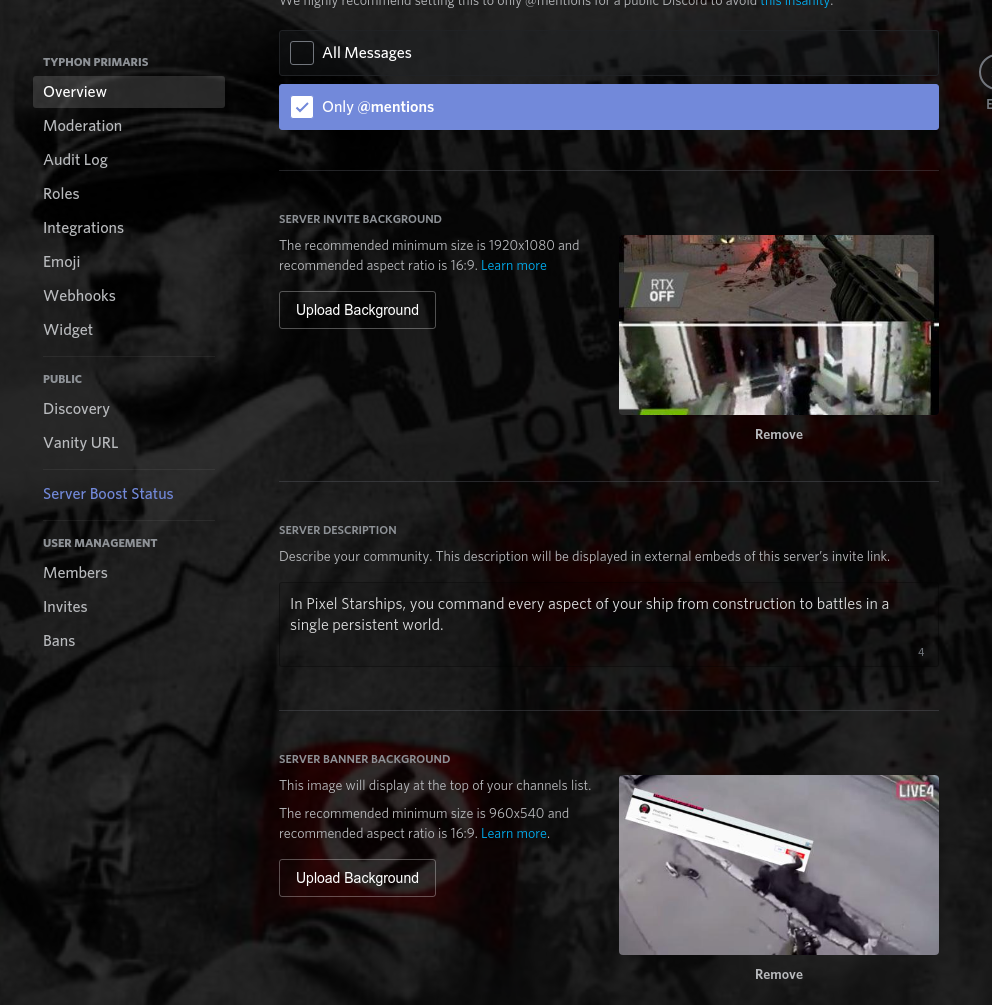 TYPHON PRIMARIS
Overview
Moderation
Audit Log
Roles
Integrations
Emoji
Webhooks
Widget
PUBLIC
Discovery
Vanity URL
Server Boost Status
USER MANAGEMENT
Members
Invites
Bans
We highly recommend setting this to only @mentions for a public Discord to avoid this insanity.
All Messages
Only @mentions
SERVER INVITE BACKGROUND
The recommended minimum size is 1920x1080 and
recommended aspect ratio is 16:9. Learn more
Upload Background
RTX
OFF
Remove
SERVER DESCRIPTION
Describe your community. This description will be displayed in external embeds of this server's invite link.
In Pixel Starships, you command every aspect of your ship from construction to battles in a
single persistent world.
4
SERVER BANNER BACKGROUND
This image will display at the top of your channels list.
The recommended minimum size is 960x540 and
recommended aspect ratio is 16:9. Learn more.
Upload Background
LIVE4
Remove